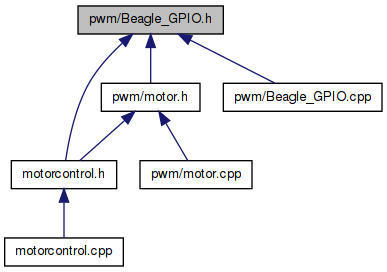 pwm/Beagle_GPIO.h
pwm/motor.h
pwm/Beagle_GPIO.cpp
motorcontrol.h
pwm/motor.cpp
motorcontrol.cpp